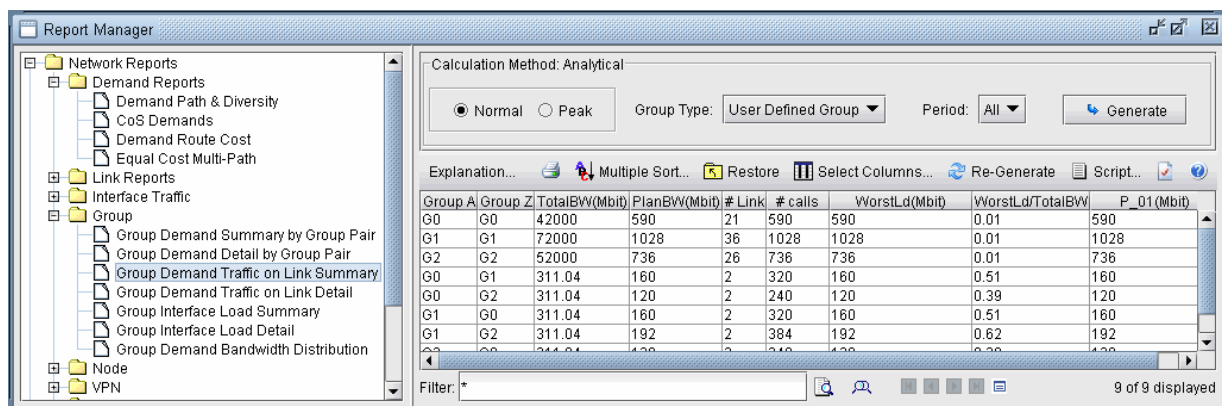 Report Manager
Network Reports
Demand Reports
Demand Path & Diversity
CoS Demands
Demand Route Cost
Equal Cost Multi-Path
Link Reports
Interface Traffic
Group
Group Demand Summary by Group Pair
Group Demand Detail by Group Pair
Group Demand Traffic on Link Summary
Group Demand Traffic on Link Detail
Group Interface Load Summary
Group Interface Load Detail
Group Demand Bandwidth Distribution
Node
VPN
Calculation Method: Analytical
Normal Peak Group Type: User Defined Group Period: All Generate
Explanation... Multiple Sort... Restore Select Columns... Re-Generate Script...
Group A Group Z TotalBW(Mbit) PlanBW(Mbit) # Link # calls WorstLd(Mbit) WorstLd/TotalBW P_01(Mbit)
G0 G0 42000 590 21 590 590 0.01 590
G1 G1 72000 1028 36 1028 1028 0.01 1028
G2 G2 52000 736 26 736 736 0.01 736
G0 G1 311.04 160 2 320 160 0.51 160
G0 G2 311.04 120 2 240 120 0.39 120
G1 G0 311.04 160 2 320 160 0.51 160
G1 G2 311.04 192 2 384 192 0.62 192
Filter: * 9 of 9 displayed